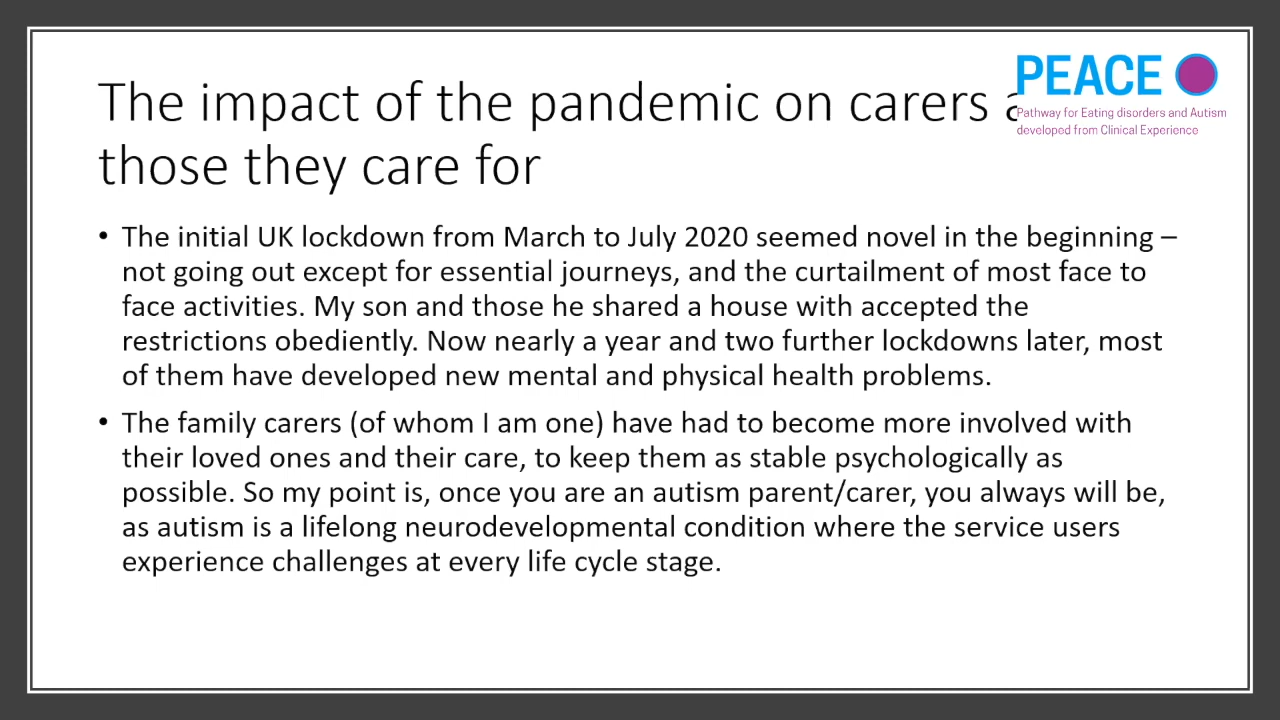 The impact of the pandemic on carers
those they care for
PEACE
Pathway for Eating disorders and Autism
developed from Clinical Experience
• The initial UK lockdown from March to July 2020 seemed novel in the beginning –
not going out except for essential journeys, and the curtailment of most face to
face activities. My son and those he shared a house with accepted the
restrictions obediently. Now nearly a year and two further lockdowns later, most
of them have developed new mental and physical health problems.
• The family carers (of whom I am one) have had to become more involved with
their loved ones and their care, to keep them as stable psychologically as
possible. So my point is, once you are an autism parent/carer, you always will be,
as autism is a lifelong neurodevelopmental condition where the service users
experience challenges at every life cycle stage.